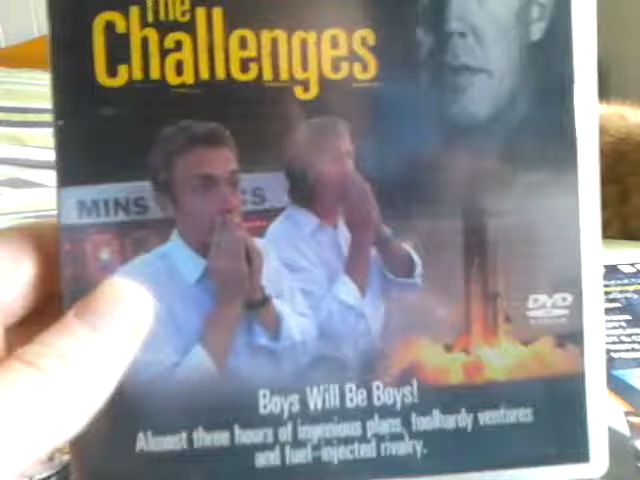 The
Challenges
MINS
CS
DVD
Boys Will Be Boys!
Almost three hours of ingenious plans, foolhardy ventures
and fuel-injected rivalry.